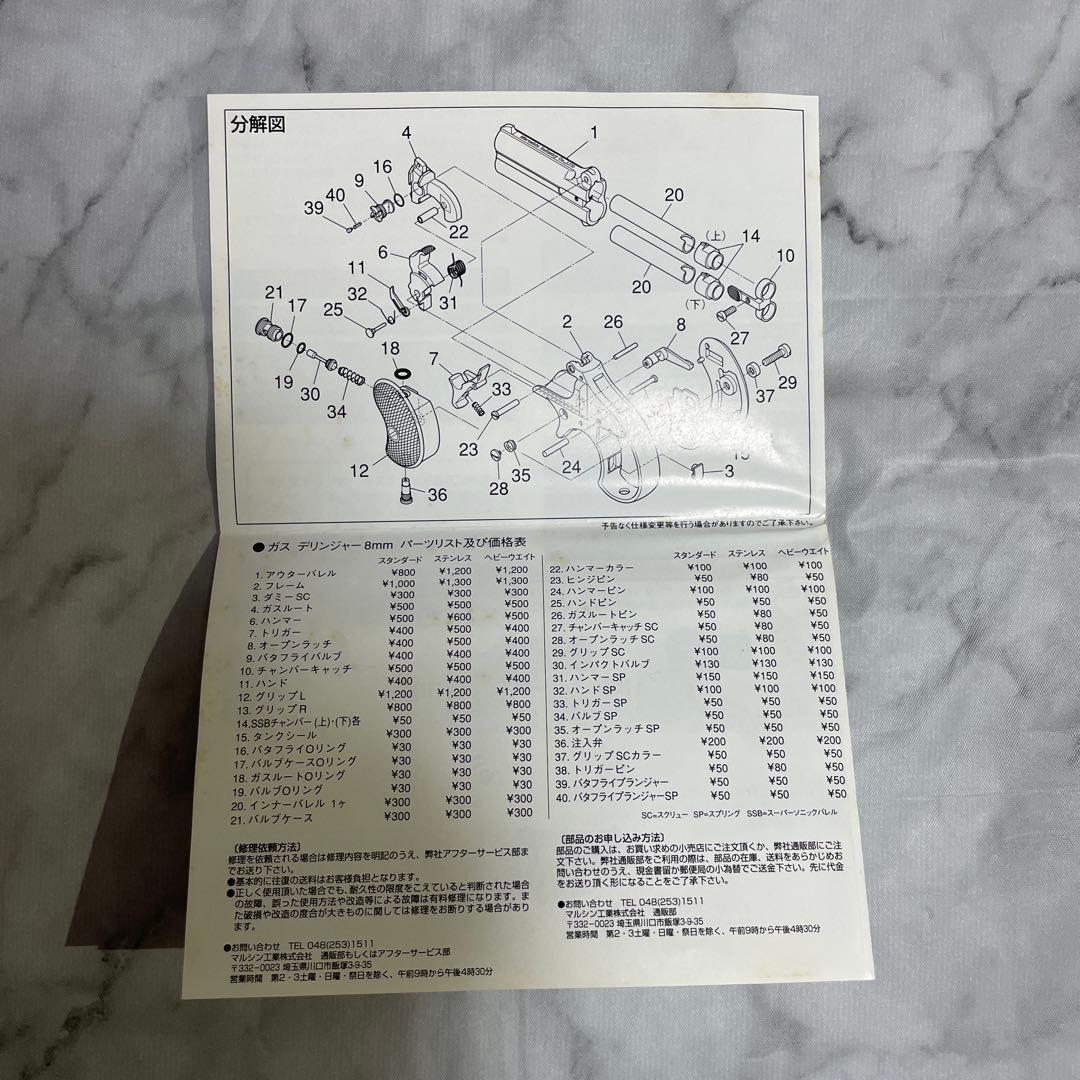 分解図
4
1
16
9
40
39
22
20
(上)
14
6
10
11
31
20
32
21
(下)
17
25
2
26
8
27
18
7
19
33
37
29
30
34
23
12
35
24
3
28
36
予告なく仕様変更等を行う場合がありますのでご了承下さい。
●ガス デリンジャー8mm パーツリスト及び価格表
スタンダード ステンレス ヘビーウエイト
1. アウターバレル ¥800 ¥1,200 ¥1,200
2. フレーム ¥1,000 ¥1,300 ¥1,300
3. ダミーSC ¥300 ¥300 ¥300
4. ガスルート ¥500 ¥500 ¥500
6. ハンマー ¥500 ¥600 ¥500
7. トリガー ¥400 ¥500 ¥400
8. オープンラッチ ¥400 ¥500 ¥400
9. バタフライバルブ ¥400 ¥400 ¥400
10. チャンバーキャッチ ¥500 ¥500 ¥500
11. ハンド ¥400 ¥400 ¥400
12. グリップL ¥1,200 ¥1,200 ¥1,200
13. グリップR ¥800 ¥800 ¥800
14.SSBチャンバー(上)・(下)各 ¥50 ¥50 ¥50
15. タンクシール ¥300 ¥300 ¥300
16. バタフライOリング ¥30 ¥30 ¥30
17. バルブケースOリング ¥30 ¥30 ¥30
18. ガスルートOリング ¥30 ¥30 ¥30
19. バルブOリング ¥30 ¥30 ¥30
20. インナーバレル 1ヶ ¥300 ¥300 ¥300
21. バルブケース ¥300 ¥300 ¥300
スタンダード ステンレス ヘビーウエイト
22. ハンマーカラー ¥100 ¥100 ¥100
23. ヒンジピン ¥50 ¥80 ¥50
24. ハンマーピン ¥100 ¥100 ¥100
25. ハンドピン ¥50 ¥50 ¥50
26. ガスルートピン ¥50 ¥80 ¥50
27. チャンバーキャッチSC ¥50 ¥80 ¥50
28. オープンラッチSC ¥50 ¥80 ¥50
29. グリップSC ¥100 ¥100 ¥100
30. インパクトバルブ ¥130 ¥130 ¥130
31. ハンマーSP ¥150 ¥150 ¥150
32. ハンドSP ¥100 ¥100 ¥100
33. トリガーSP ¥50 ¥50 ¥50
34. バルブSP ¥50 ¥50 ¥50
35. オープンラッチSP ¥50 ¥50 ¥50
36. 注入弁 ¥200 ¥200 ¥200
37. グリップSCカラー ¥50 ¥50 ¥50
38. トリガーピン ¥50 ¥80 ¥50
39. バタフライプランジャー ¥50 ¥50 ¥50
40. バタフライプランジャーSP ¥50 ¥50 ¥50
SC=スクリュー SP=スプリング SSB=スーパーソニックバレル
〔修理依頼方法〕
修理を依頼される場合は修理内容を明記のうえ、弊社アフターサービス部ま
でお送り下さい。
●基本的に往復の送料はお客様負担となります。
●正しく使用頂いた場合でも、耐久性の限度をこえていると判断された場合
の故障、誤った使用方法や改造等による故障は有料修理になります。ま
た破損や改造の度合が大きものに関しては修理をお断りする場合があり
ます。
●お問い合わせ TEL 048(253)1511
マルシン工業株式会社 通販部もしくはアフターサービス部
〒332-0023 埼玉県川口市飯塚3-9-35
営業時間 第2・3土曜・日曜・祭日を除く、午前9時から午後4時30分
〔部品のお申し込み方法〕
部品のご購入は、お買い求めの小売店にご注文頂くか、弊社通販部にご注
文下さい。弊社通販部をご利用の際は、部品の在庫、送料をあらかじめお
問い合わせのうえ、現金書留か郵便局の小為替でご送金下さい。先に代金
をお送り頂く形になることをご了承下さい。
●お問い合わせ TEL 048(253)1511
マルシン工業株式会社 通販部
〒332-0023 埼玉県川口市飯塚3-9-35
営業時間 第2・3土曜・日曜・祭日を除く、午前9時から午後4時30分